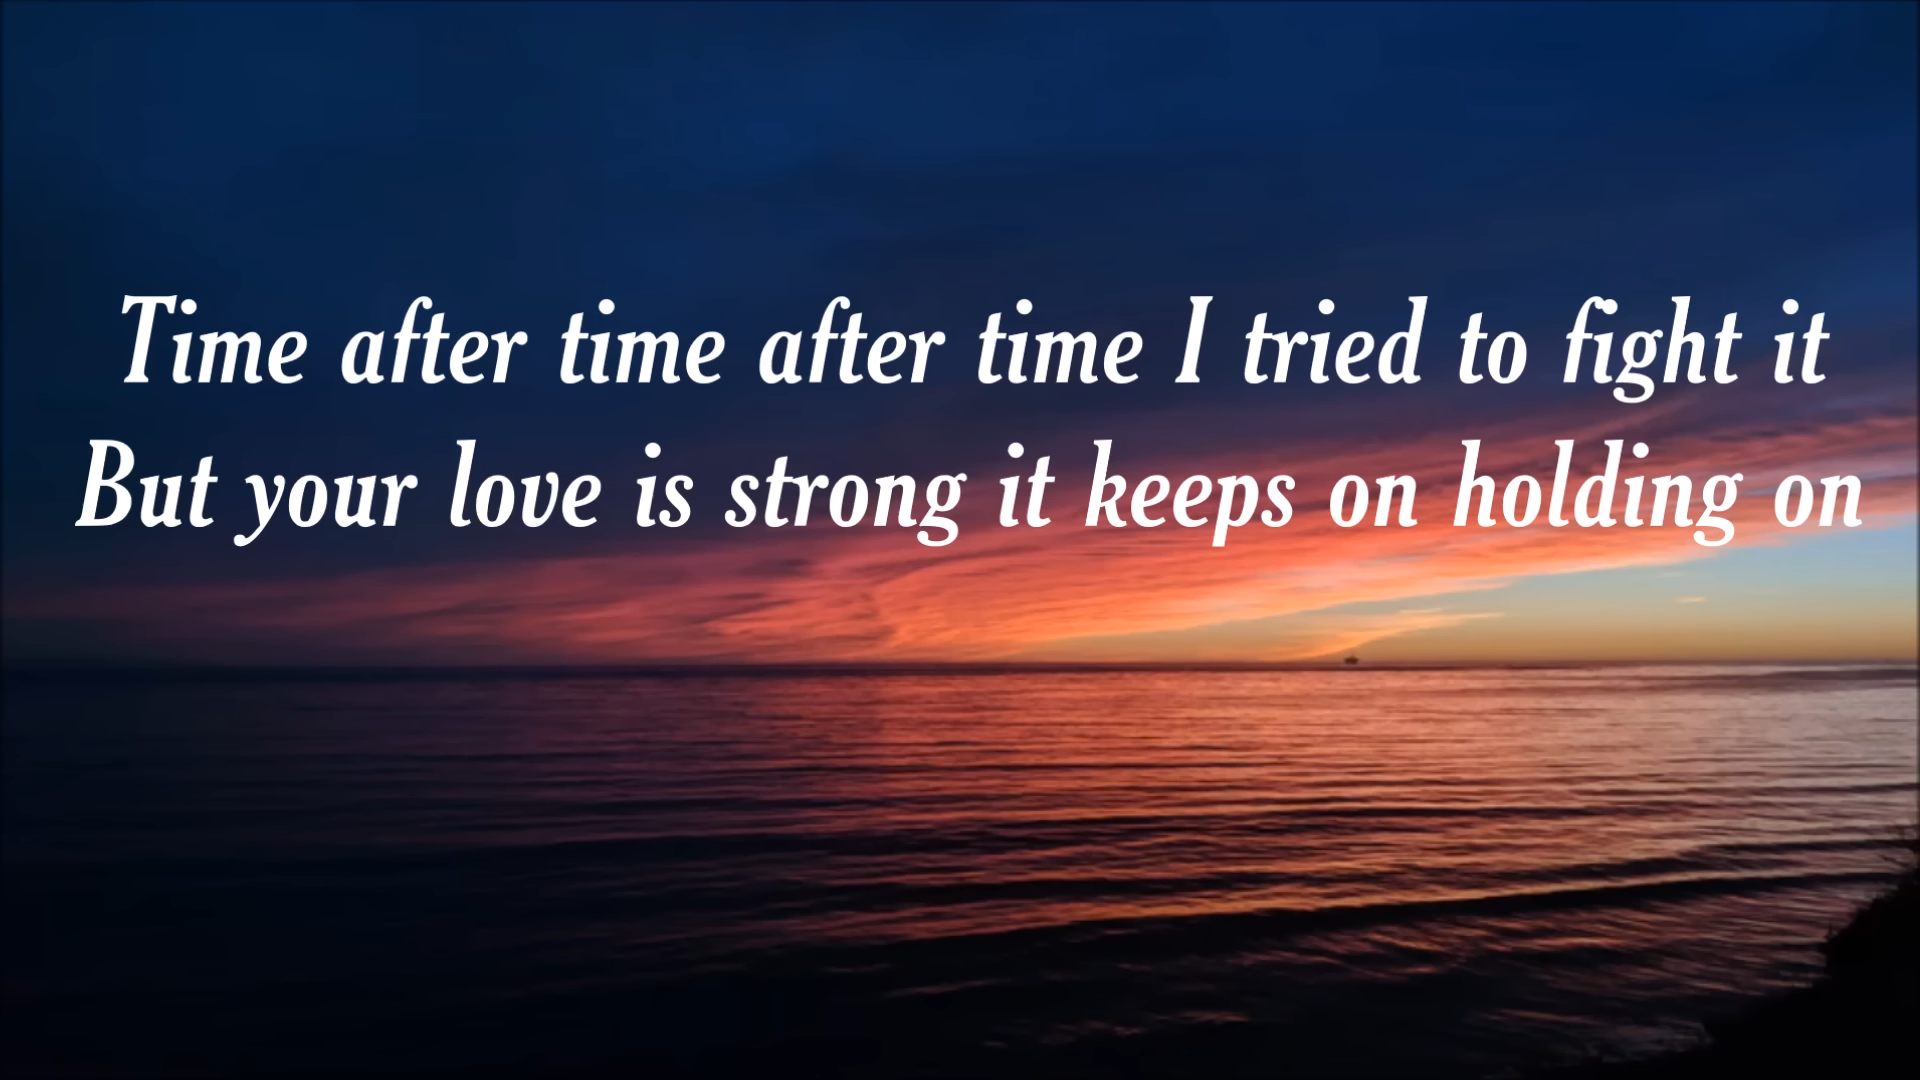 Time after time after time I tried to fight it
But your love is strong it keeps on holding on